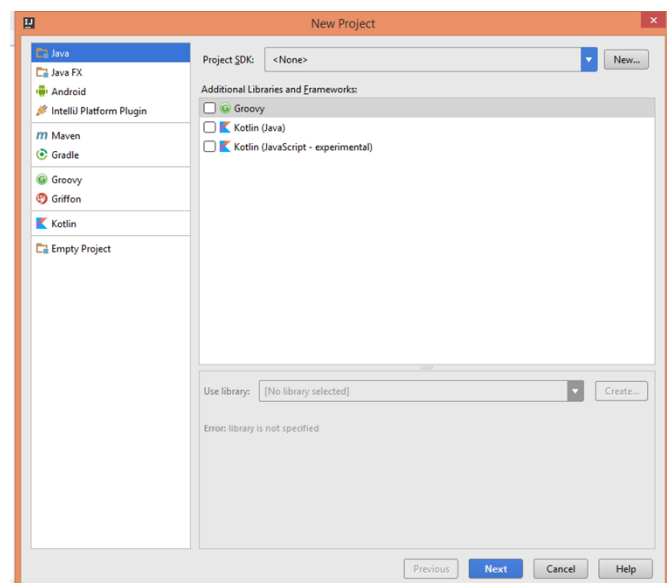 New Project
Java
Java FX
Android
IntelliJ Platform Plugin
Maven
Gradle
Groovy
Griffon
Kotlin
Empty Project
Project SDK: <None> New...
Additional Libraries and Frameworks:
Groovy
Kotlin (Java)
Kotlin (JavaScript - experimental)
Use library: [No library selected] Create...
Error: library is not specified
Previous Next Cancel Help